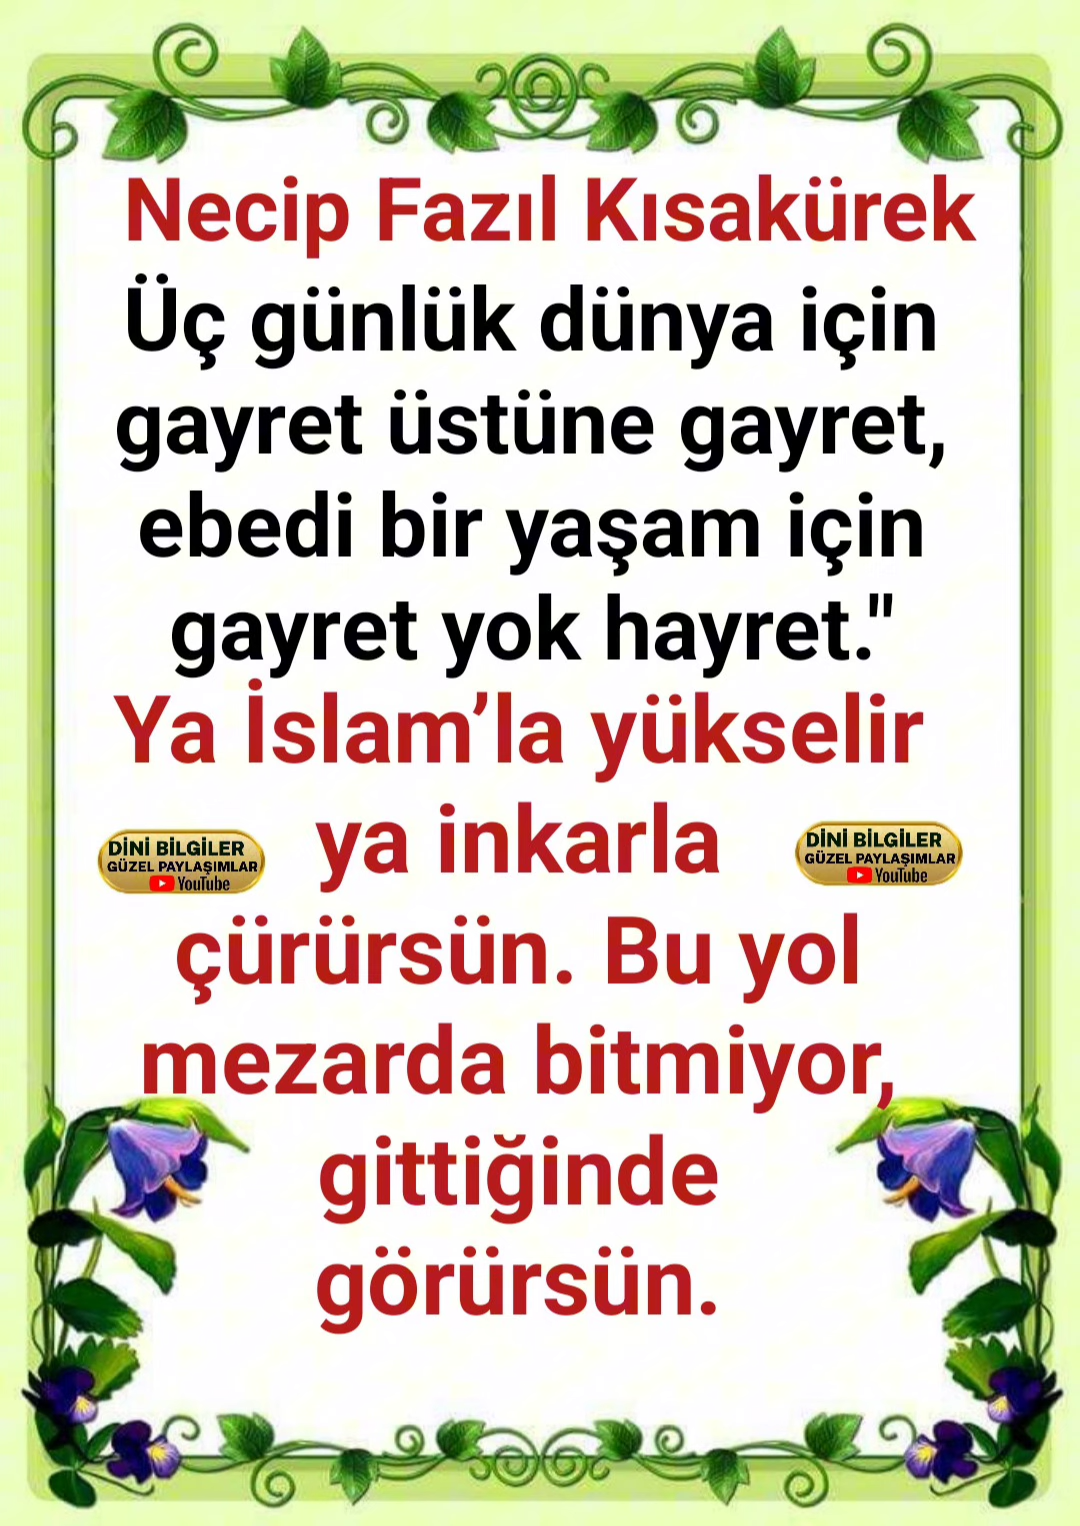 Necip Fazıl Kısakürek
Üç günlük dünya için
gayret üstüne gayret,
ebedi bir yaşam için
gayret yok hayret."
Ya İslam’la yükselir
ya inkarla
DİNİ BİLGİLER
GÜZEL PAYLAŞIMLAR
YouTube
DİNİ BİLGİLER
GÜZEL PAYLAŞIMLAR
YouTube
çürürsün. Bu yol
mezarda bitmiyor,
gittiğinde
görürsün.